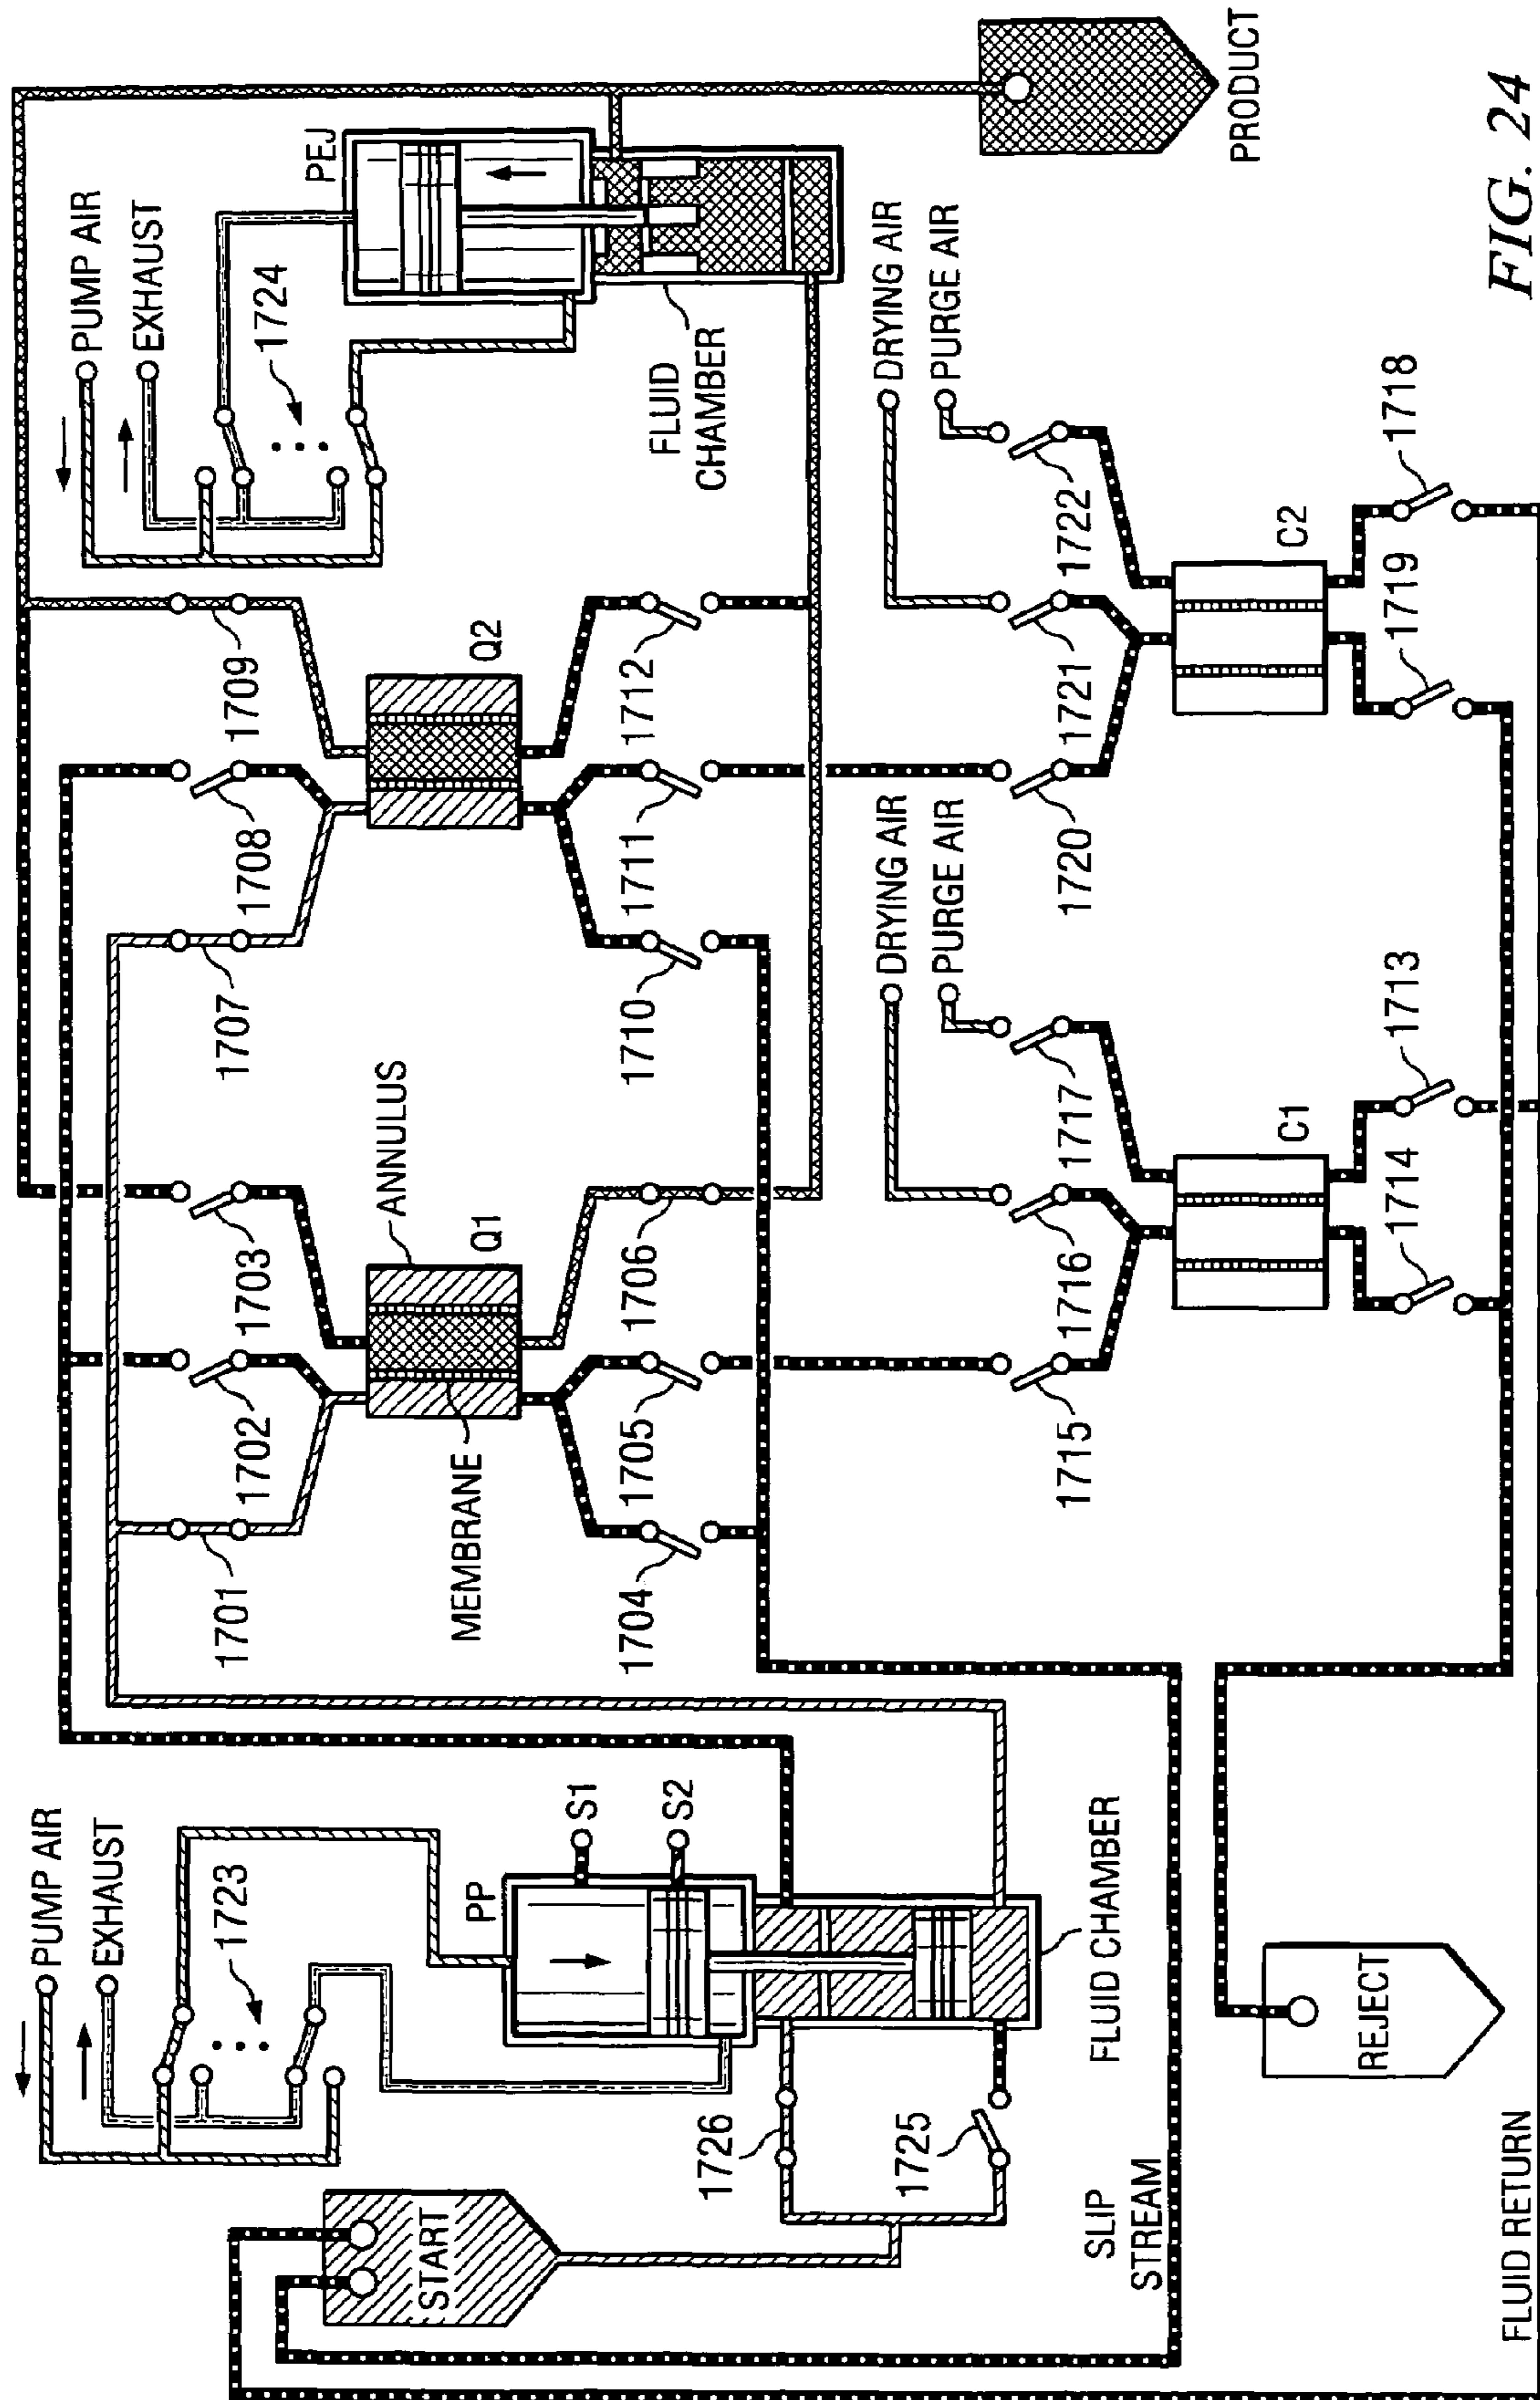 PUMP AIR
EXHAUST
1723
PP
S1
S2
START
1726
1725
SLIP
STREAM
FLUID CHAMBER
REJECT
FLUID RETURN
1701
1702
1703
ANNULUS
MEMBRANE
Q1
1704
1705
1706
1707
1708
1709
Q2
1710
1711
1712
PUMP AIR
EXHAUST
1724
PEJ
FLUID
CHAMBER
PRODUCT
DRYING AIR
PURGE AIR
1715
1716
1717
C1
1714
1713
DRYING AIR
PURGE AIR
1720
1721
1722
C2
1719
1718
FIG. 24